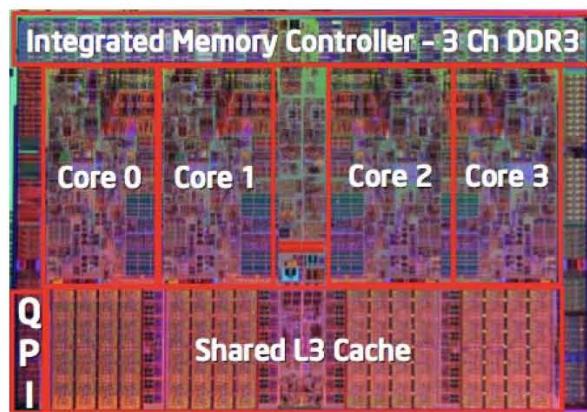 Integrated Memory Controller - 3 Ch DDR3
Core 0
Core 1
Core 2
Core 3
Q
P
I
Shared L3 Cache